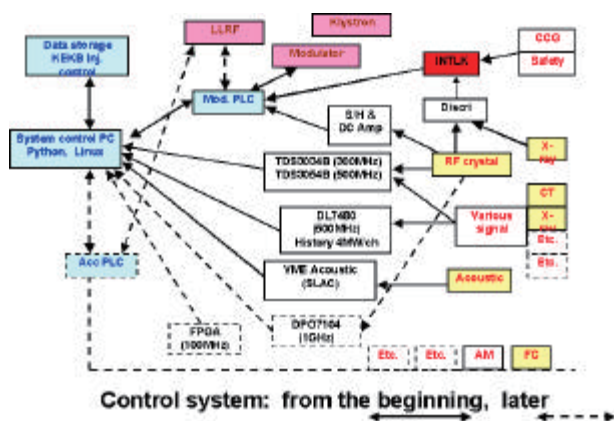 Data storage
KEKB Inj.
control
LLRF
Klystron
Modulator
INTLK
CCG
Safety
Mod. PLC
Discri
S/H &
DC Amp
System control PC
Python, Linux
X-ray
TDS3034B (300MHz)
TDS3054B (500MHz)
RF crystal
CT
DL7480
(500MHz)
History 4MW/ch
Various
signal
Etc.
Etc.
Acc PLC
VME Acoustic
(SLAC)
Acoustic
FPGA
(100MHz)
DPO7104
(1GHz)
Etc.
Etc.
AM
FC
Control system: from the beginning, later